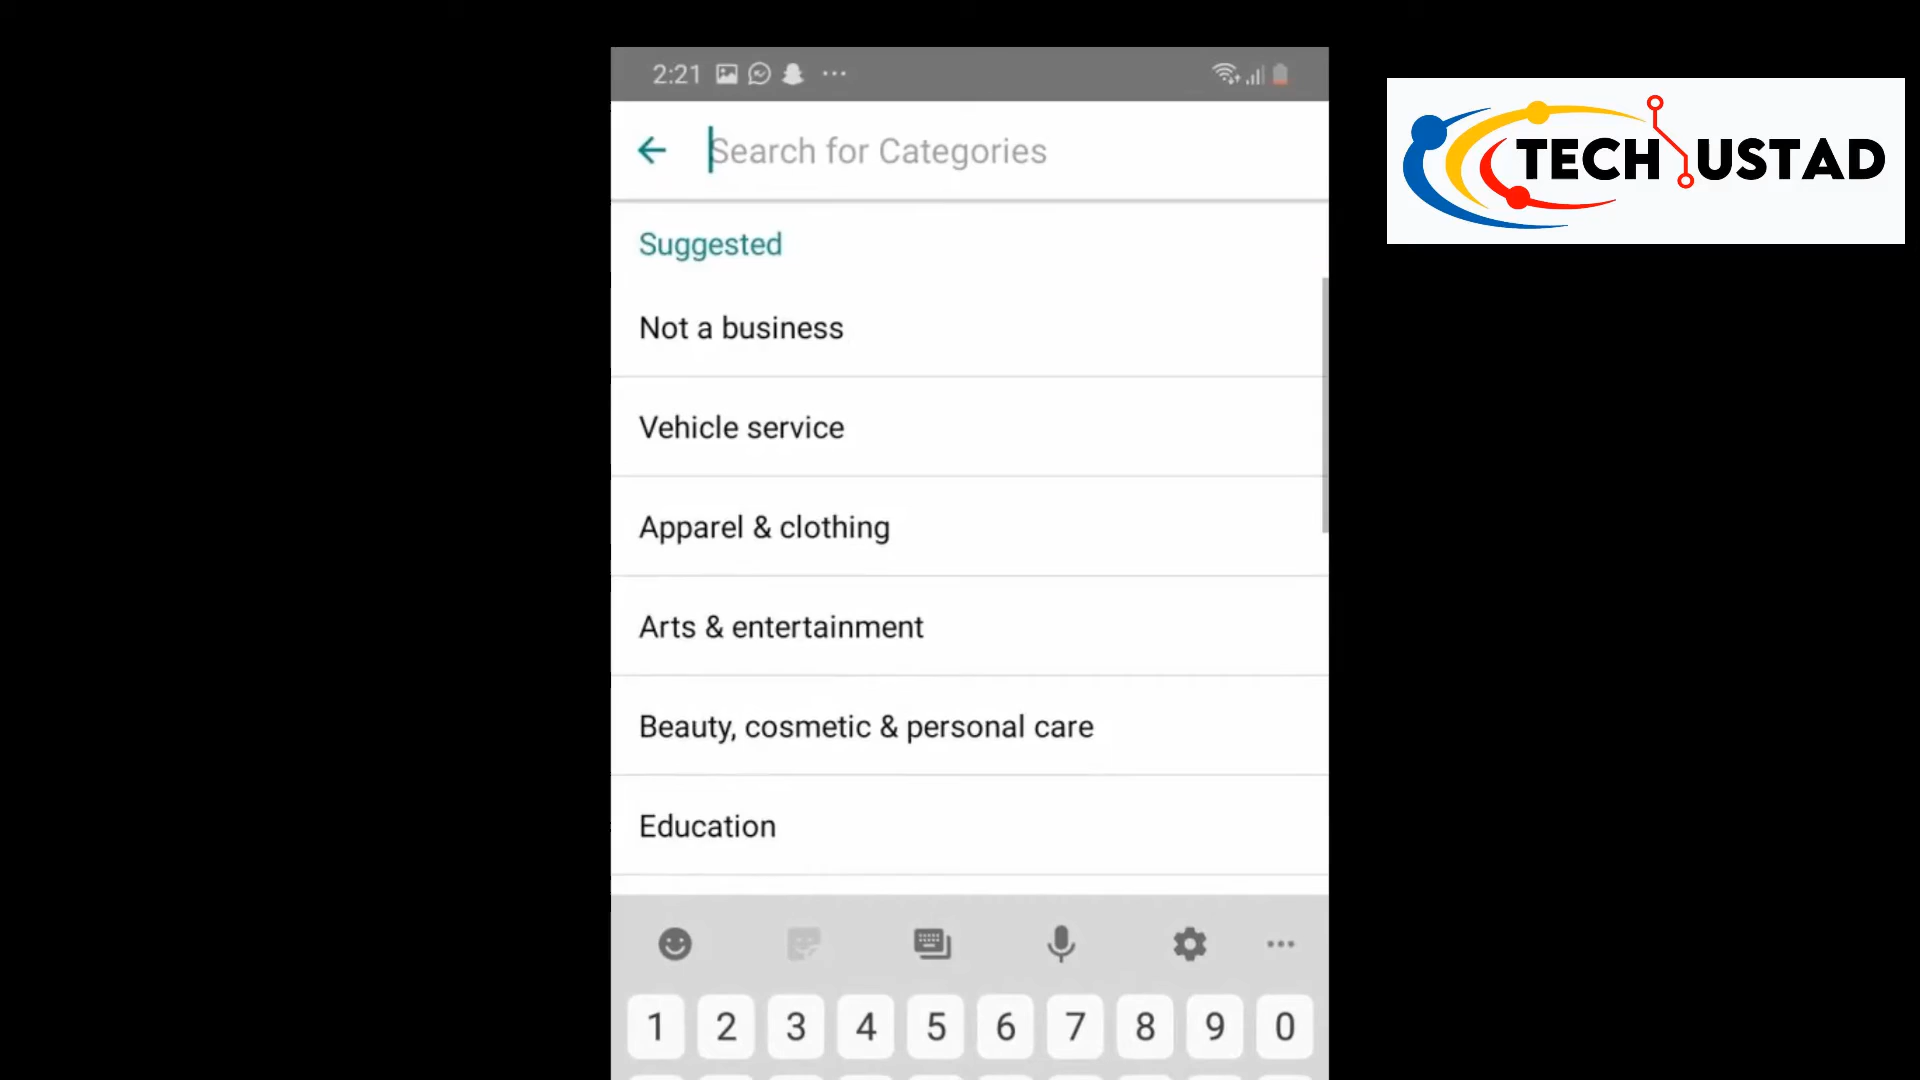 2:21
Search for Categories
TECH USTAD
Suggested
Not a business
Vehicle service
Apparel & clothing
Arts & entertainment
Beauty, cosmetic & personal care
Education
1 2 3 4 5 6 7 8 9 0